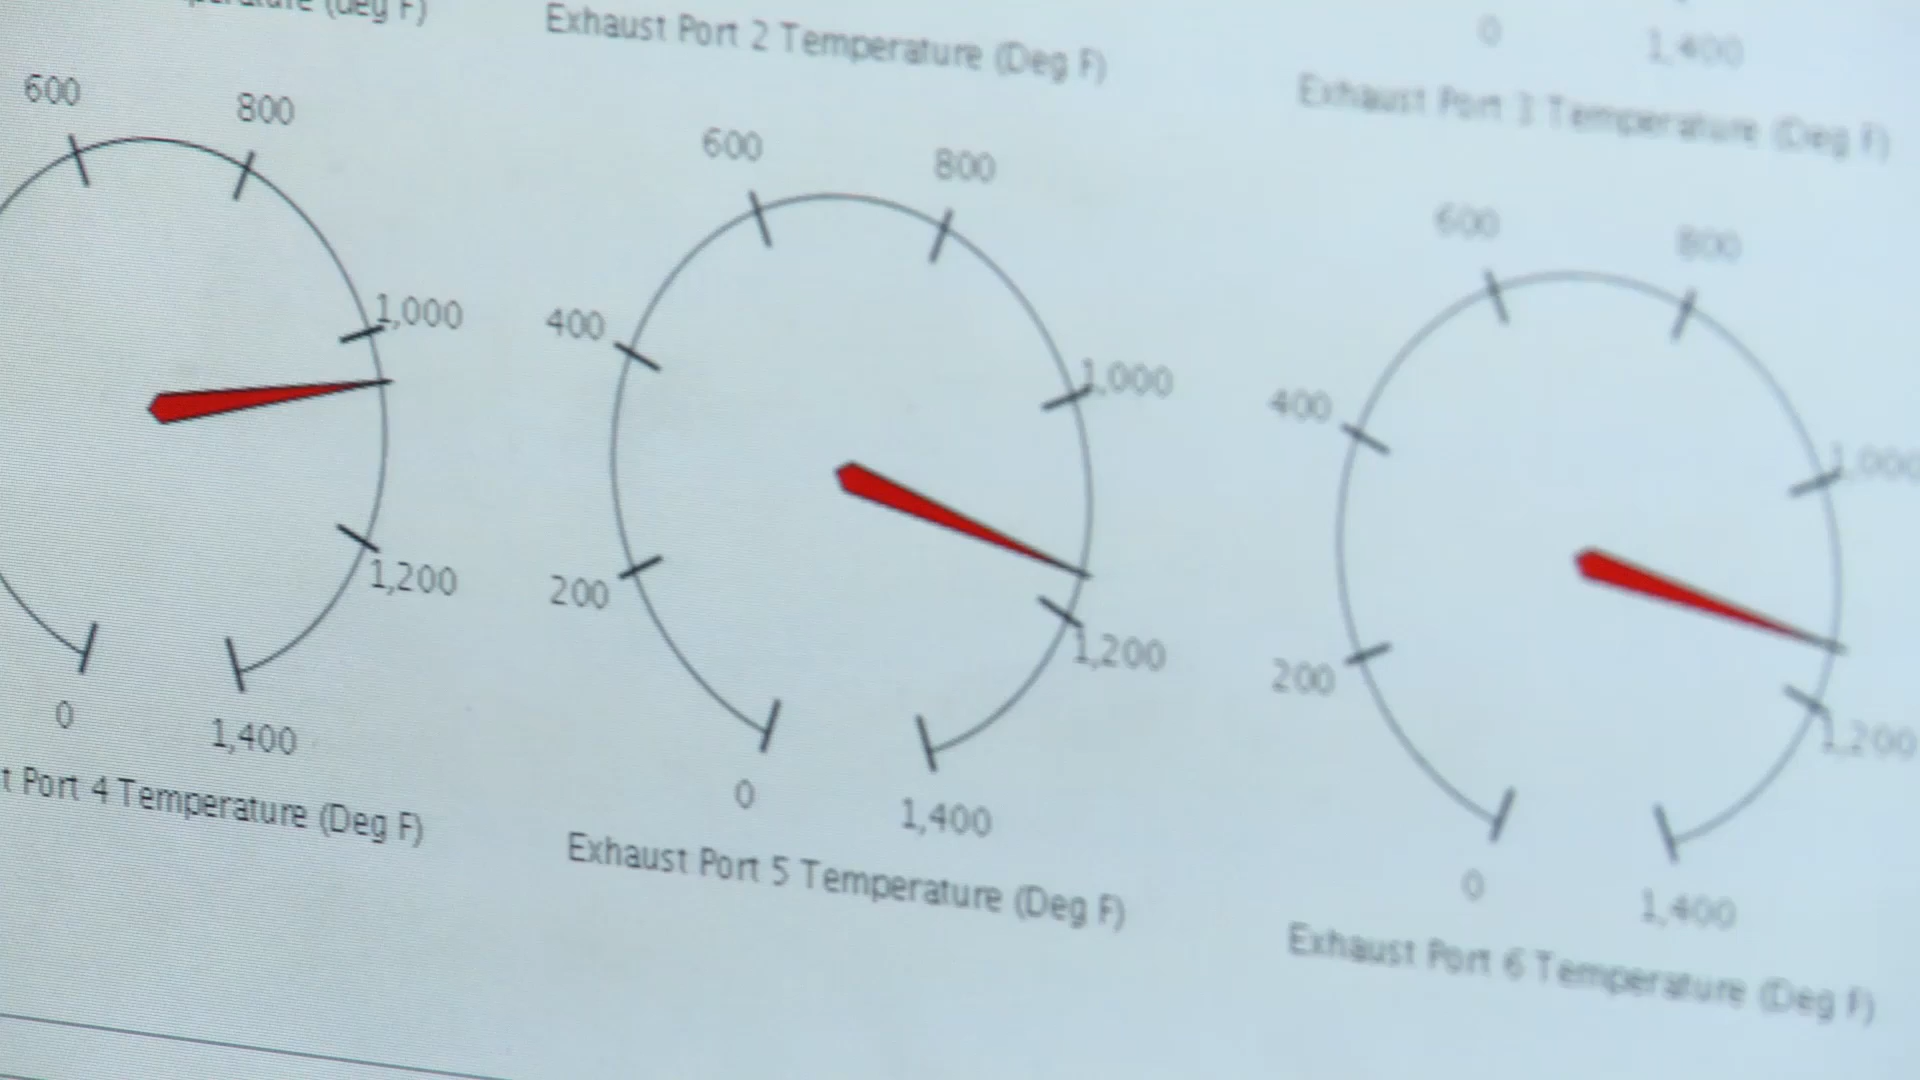 (deg F)
Exhaust Port 2 Temperature (Deg F)
0 1,400
Exhaust Port 3 Temperature (Deg F)
600 800 1,000 1,200 0 1,400
t Port 4 Temperature (Deg F)
600 800 400 1,000 200 1,200 0 1,400
Exhaust Port 5 Temperature (Deg F)
600 800 400 1,000 200 1,200 0 1,400
Exhaust Port 6 Temperature (Deg F)